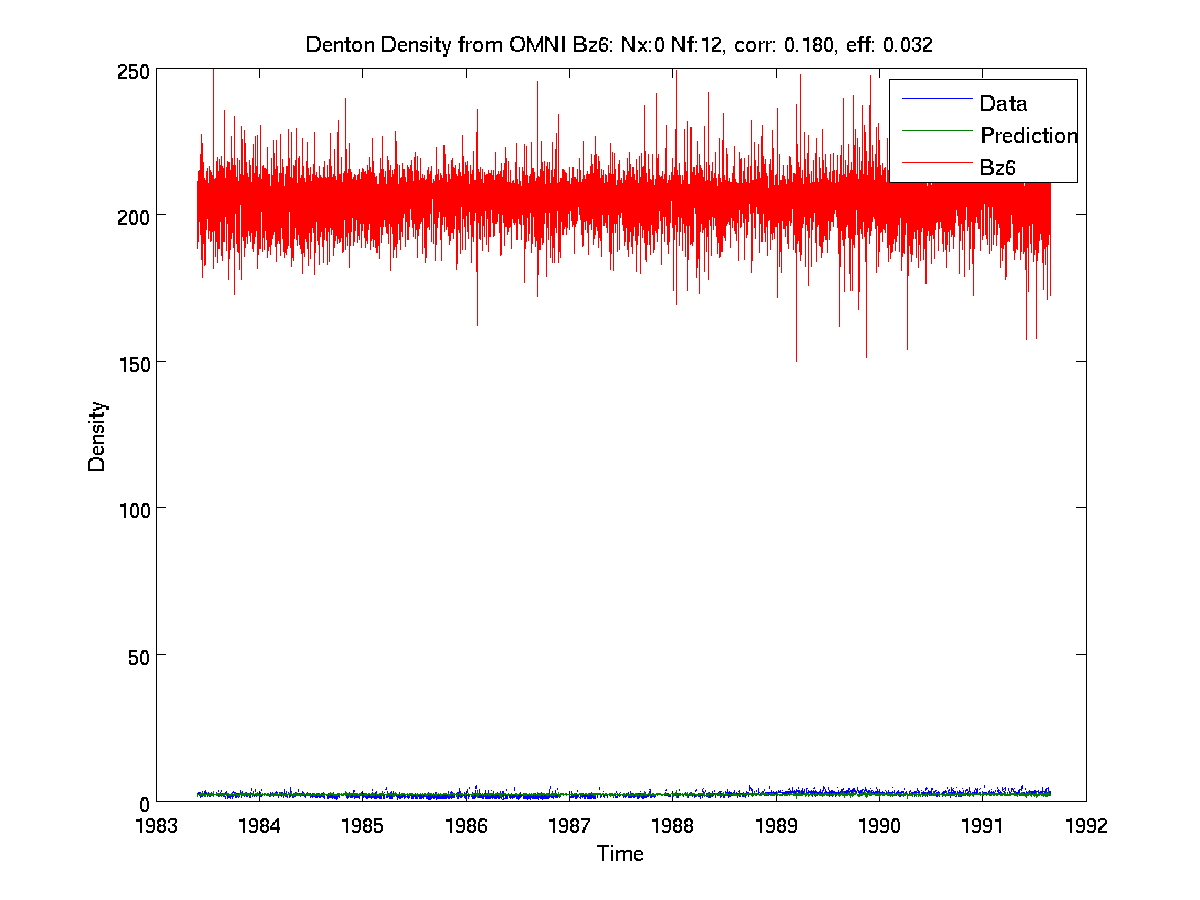 Denton Density from OMNI Bz6: Nx:0 Nf:12, corr: 0.180, eff: 0.032
250
200
150
100
50
0
Density
Data
Prediction
Bz6
1983 1984 1985 1986 1987 1988 1989 1990 1991 1992
Time